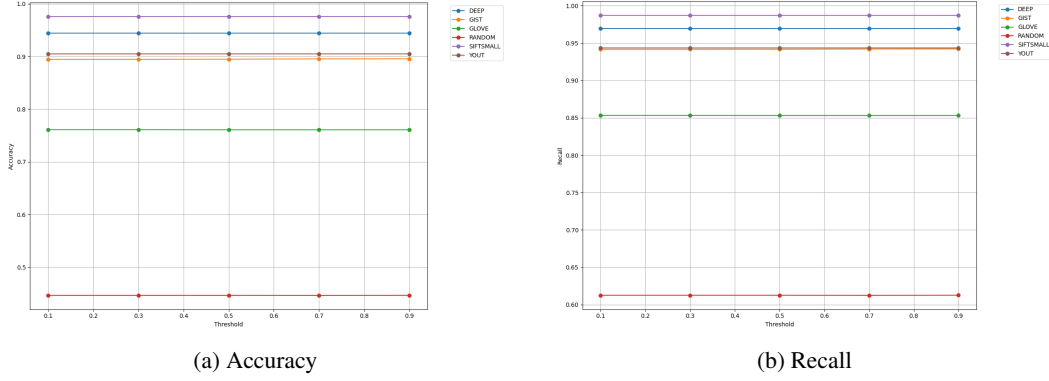 1.0
0.9
0.8
0.7
0.6
0.5
Accuracy
0.1 0.2 0.3 0.4 0.5 0.6 0.7 0.8 0.9
Threshold
DEEP
GIST
GLOVE
RANDOM
SIFTSMALL
YOUT
(a) Accuracy
1.00
0.95
0.90
0.85
0.80
0.75
0.70
0.65
0.60
Recall
0.1 0.2 0.3 0.4 0.5 0.6 0.7 0.8 0.9
Threshold
DEEP
GIST
GLOVE
RANDOM
SIFTSMALL
YOUT
(b) Recall